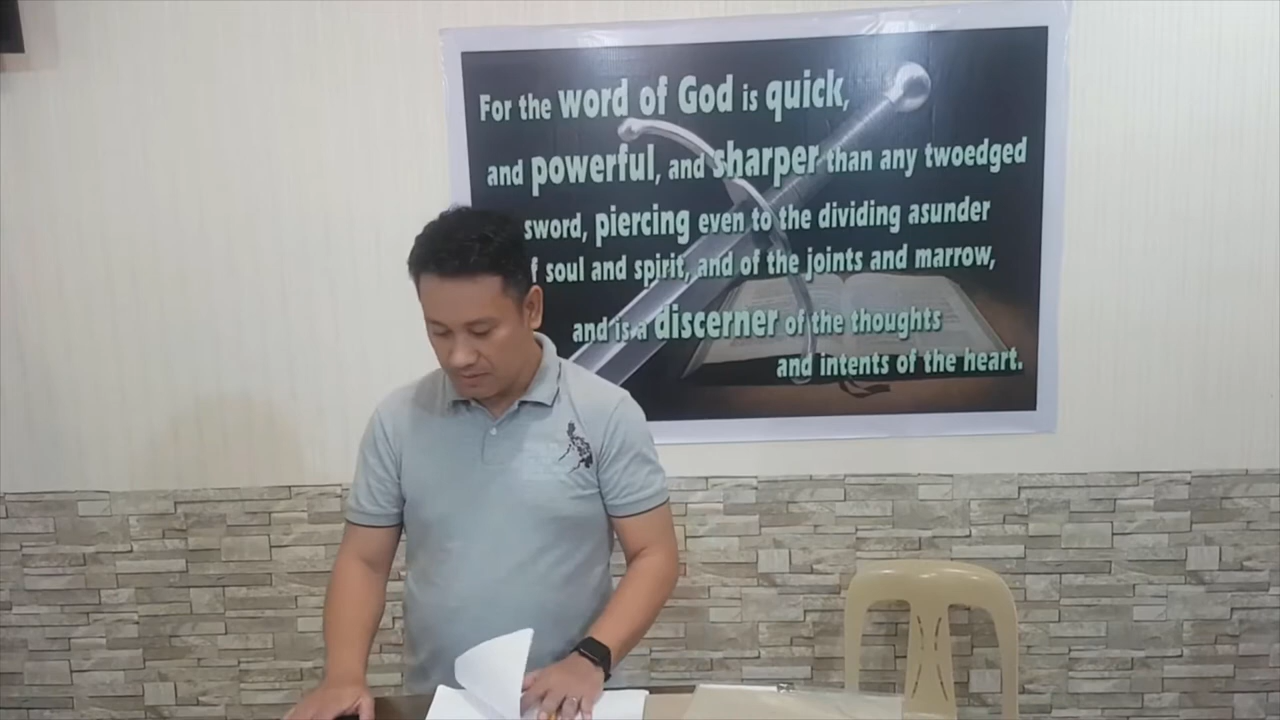 For the word of God is quick,
and powerful, and sharper than any twoedged
sword, piercing even to the dividing asunder
f soul and spirit, and of the joints and marrow,
and is a discerner of the thoughts
and intents of the heart.